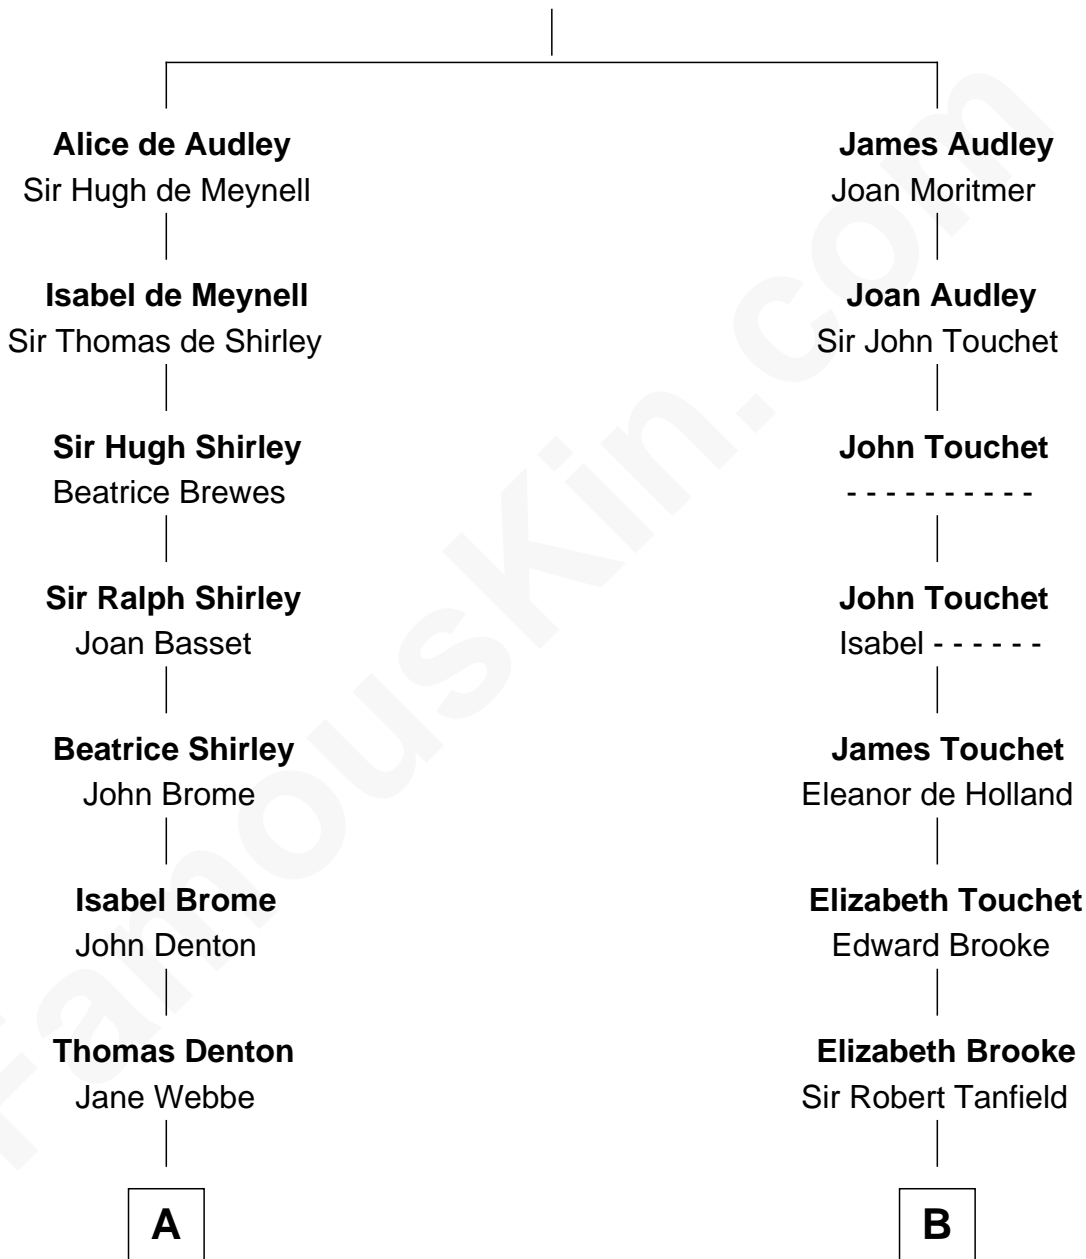 Alice de Audley
Sir Hugh de Meynell
Isabel de Meynell
Sir Thomas de Shirley
Sir Hugh Shirley
Beatrice Brewes
Sir Ralph Shirley
Joan Basset
Beatrice Shirley
John Brome
Isabel Brome
John Denton
Thomas Denton
Jane Webbe
A
James Audley
Joan Moritmer
Joan Audley
Sir John Touchet
John Touchet
- - - - - - - - - -
John Touchet
Isabel - - - - - -
James Touchet
Eleanor de Holland
Elizabeth Touchet
Edward Brooke
Elizabeth Brooke
Sir Robert Tanfield
B
FamousKin.com